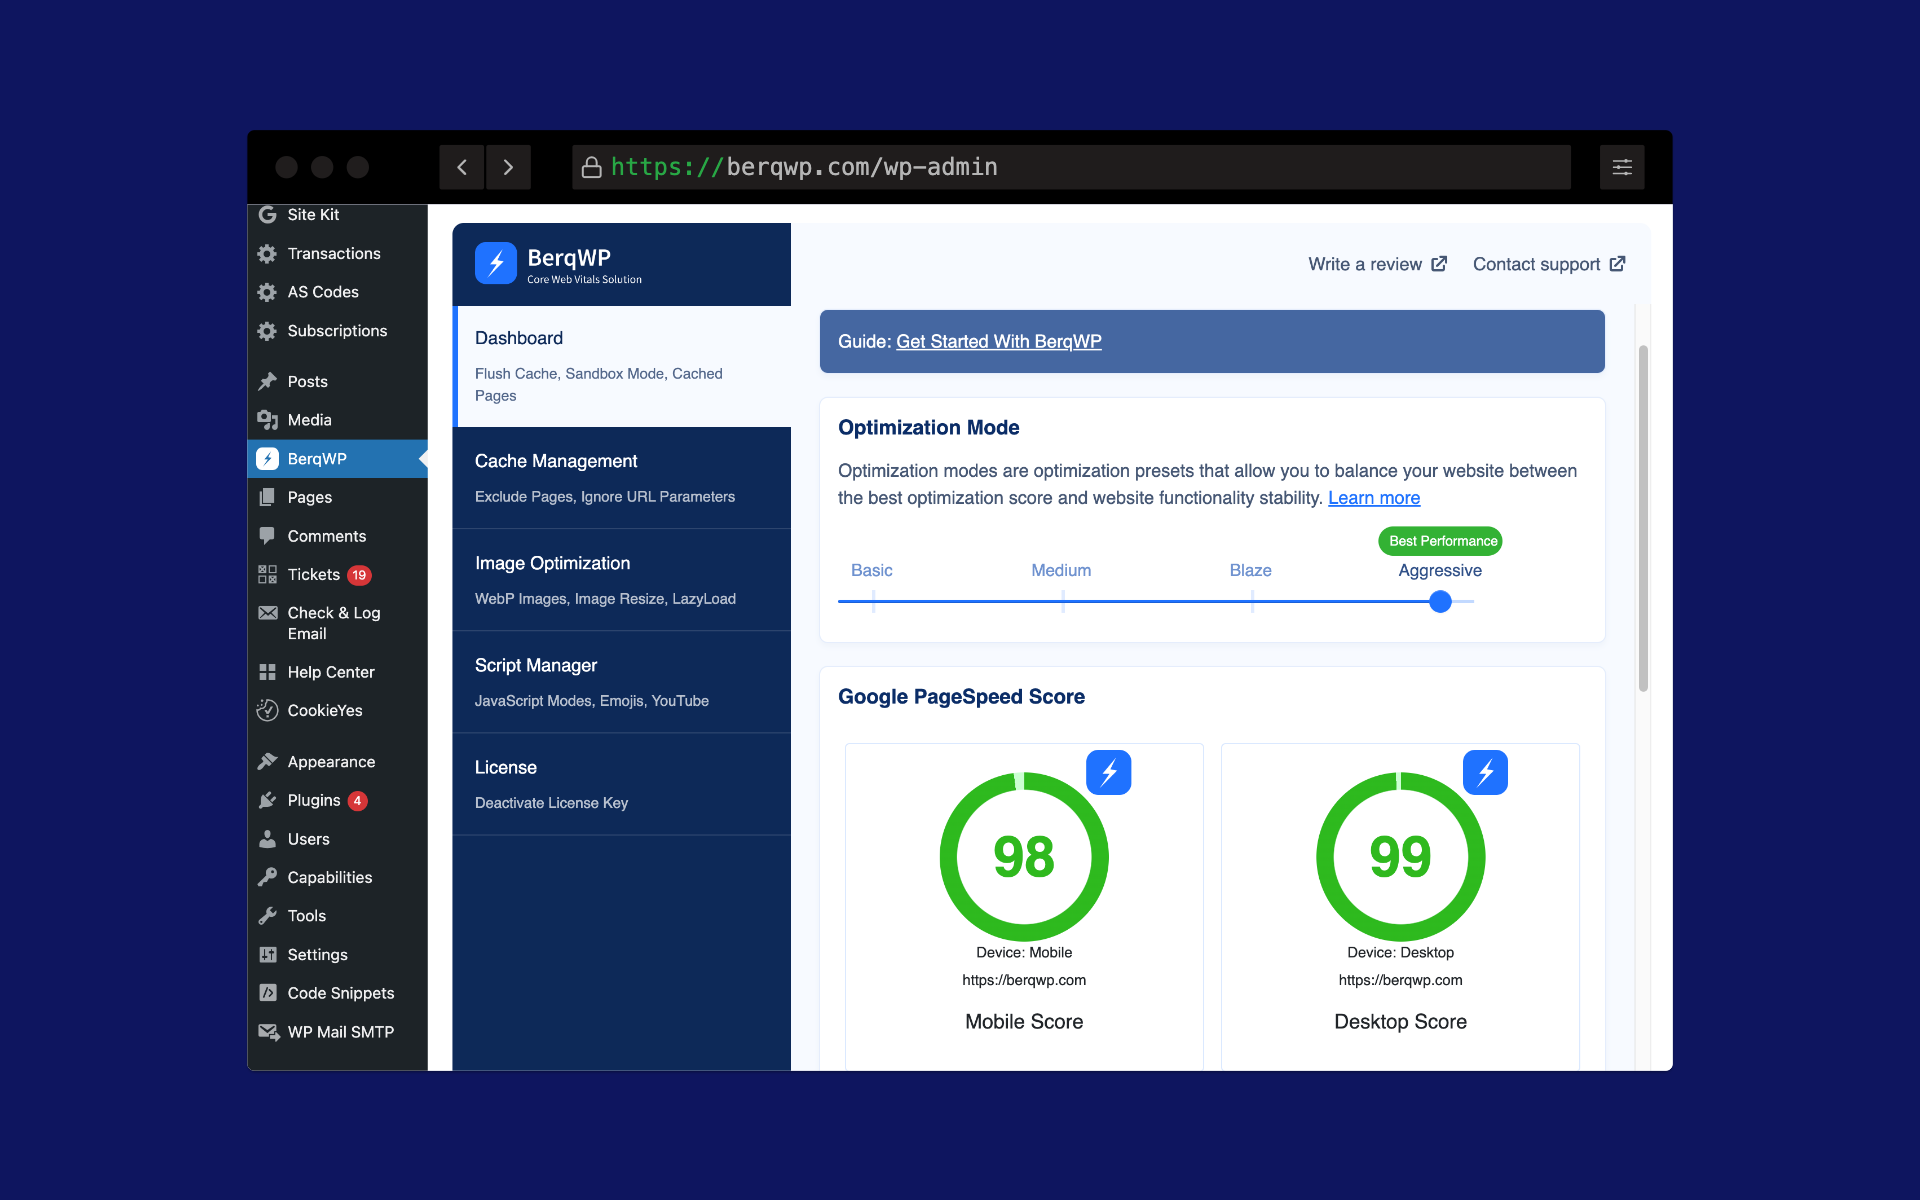 https://berqwp.com/wp-admin
Site Kit
Transactions
AS Codes
Subscriptions
Posts
Media
BerqWP
Pages
Comments
Tickets 19
Check & Log
Email
Help Center
CookieYes
Appearance
Plugins 4
Users
Capabilities
Tools
Settings
Code Snippets
WP Mail SMTP
BerqWP
Core Web Vitals Solution
Dashboard
Flush Cache, Sandbox Mode, Cached
Pages
Cache Management
Exclude Pages, Ignore URL Parameters
Image Optimization
WebP Images, Image Resize, LazyLoad
Script Manager
JavaScript Modes, Emojis, YouTube
License
Deactivate License Key
Write a review
Contact support
Guide: Get Started With BerqWP
Optimization Mode
Optimization modes are optimization presets that allow you to balance your website between
the best optimization score and website functionality stability. Learn more
Best Performance
Basic Medium Blaze Aggressive
Google PageSpeed Score
98
Device: Mobile
https://berqwp.com
Mobile Score
99
Device: Desktop
https://berqwp.com
Desktop Score